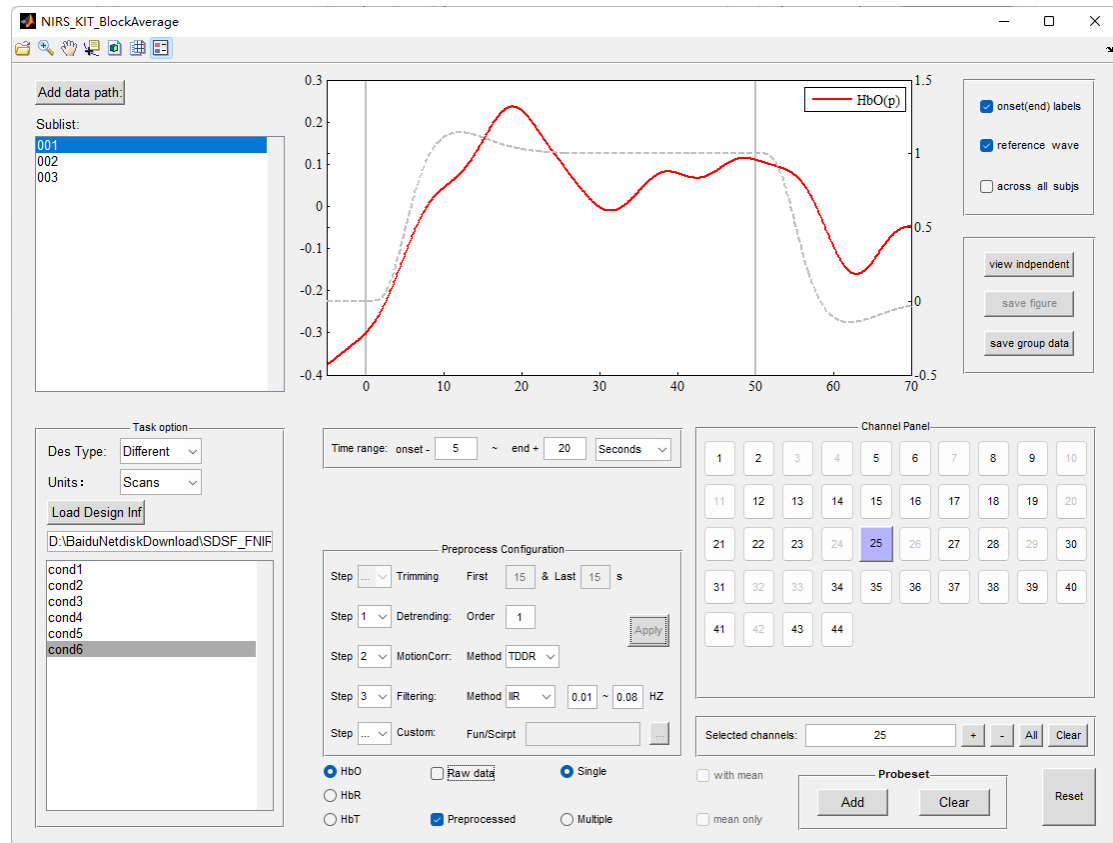 NIRS_KIT_BlockAverage
Add data path:
Sublist:
001
002
003
0.3
0.2
0.1
0
-0.1
-0.2
-0.3
-0.4
0
10
20
30
40
50
60
70
1.5
1
0.5
0
-0.5
HbO(p)
onset(end) labels
reference wave
across all subjs
view indpendent
save figure
save group data
Task option
Des Type: Different
Units: Scans
Load Design Inf
D:\BaiduNetdiskDownload\SDSF_FNIR
cond1
cond2
cond3
cond4
cond5
cond6
Time range: onset - 5 ~ end + 20 Seconds
Preprocess Configuration
Step ... Trimming First 15 & Last 15 s
Step 1 Detrending: Order 1
Apply
Step 2 MotionCorr: Method TDDR
Step 3 Filtering: Method IIR 0.01 ~ 0.08 HZ
Step ... Custom: Fun/Scirpt ...
HbO
HbR
HbT
Raw data
Preprocessed
Single
Multiple
Channel Panel
1 2 3 4 5 6 7 8 9 10
11 12 13 14 15 16 17 18 19 20
21 22 23 24 25 26 27 28 29 30
31 32 33 34 35 36 37 38 39 40
41 42 43 44
Selected channels: 25 + - All Clear
with mean
mean only
Probeset
Add Clear
Reset